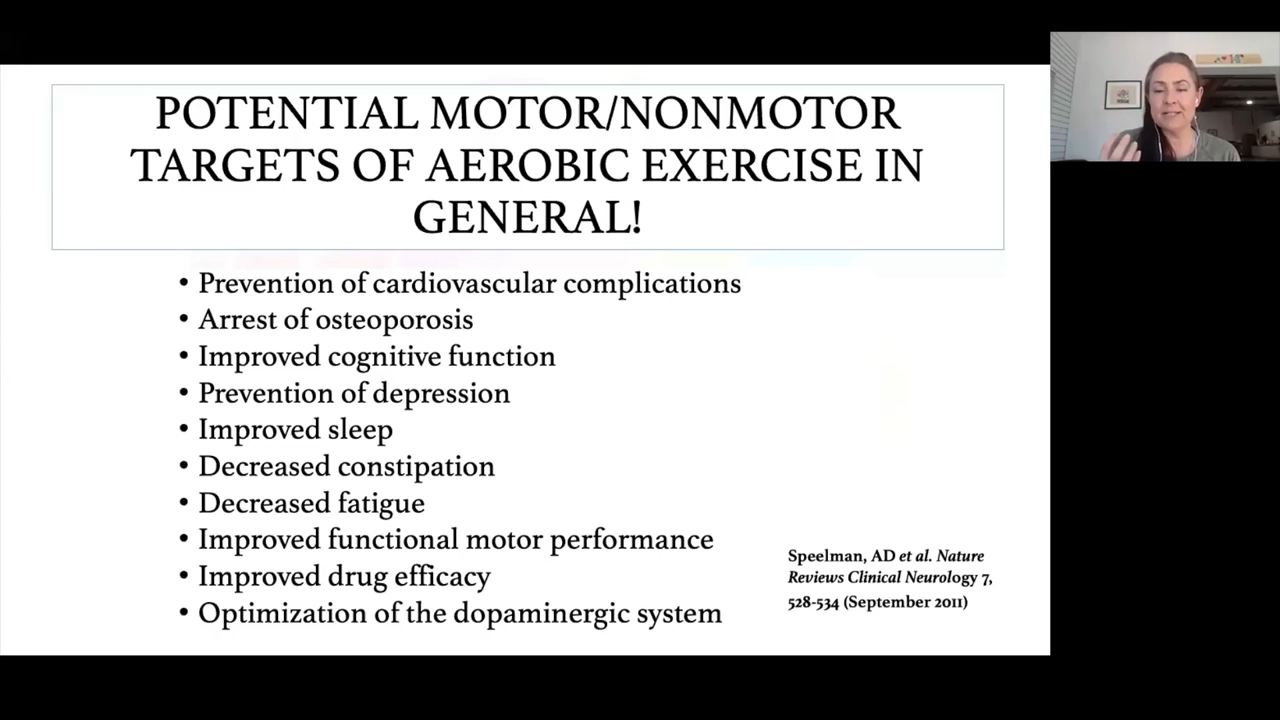 POTENTIAL MOTOR/NONMOTOR
TARGETS OF AEROBIC EXERCISE IN
GENERAL!
• Prevention of cardiovascular complications
• Arrest of osteoporosis
• Improved cognitive function
• Prevention of depression
• Improved sleep
• Decreased constipation
• Decreased fatigue
• Improved functional motor performance
• Improved drug efficacy
• Optimization of the dopaminergic system
Speelman, AD et al. Nature
Reviews Clinical Neurology 7,
528-534 (September 2011)